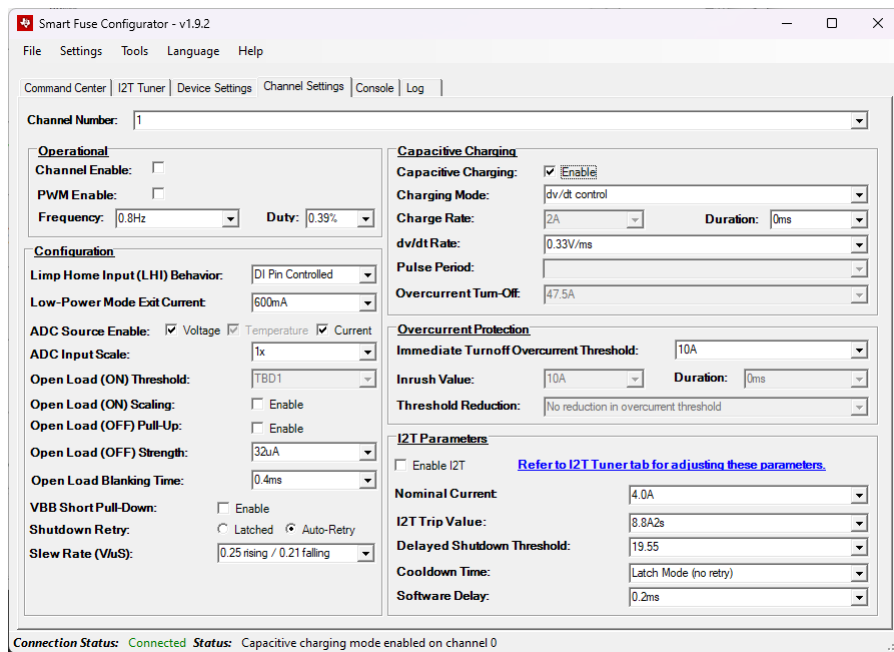 Smart Fuse Configurator - v1.9.2
File Settings Tools Language Help
Command Center I2T Tuner Device Settings Channel Settings Console Log
Channel Number: 1
Operational
Channel Enable:
PWM Enable:
Frequency: 0.8Hz Duty: 0.39%
Configuration
Limp Home Input (LHI) Behavior: DI Pin Controlled
Low-Power Mode Exit Current: 600mA
ADC Source Enable: Voltage Temperature Current
ADC Input Scale: 1x
Open Load (ON) Threshold: TBD1
Open Load (ON) Scaling: Enable
Open Load (OFF) Pull-Up: Enable
Open Load (OFF) Strength: 32uA
Open Load Blanking Time: 0.4ms
VBB Short Pull-Down: Enable
Shutdown Retry: Latched Auto-Retry
Slew Rate (V/uS): 0.25 rising / 0.21 falling
Capacitive Charging
Capacitive Charging: Enable
Charging Mode: dv/dt control
Charge Rate: 2A Duration: 0ms
dv/dt Rate: 0.33V/ms
Pulse Period:
Overcurrent Turn-Off: 47.5A
Overcurrent Protection
Immediate Turnoff Overcurrent Threshold: 10A
Inrush Value: 10A Duration: 0ms
Threshold Reduction: No reduction in overcurrent threshold
I2T Parameters
Enable I2T Refer to I2T Tuner tab for adjusting these parameters.
Nominal Current: 4.0A
I2T Trip Value: 8.8A2s
Delayed Shutdown Threshold: 19.55
Cooldown Time: Latch Mode (no retry)
Software Delay: 0.2ms
Connection Status: Connected Status: Capacitive charging mode enabled on channel 0